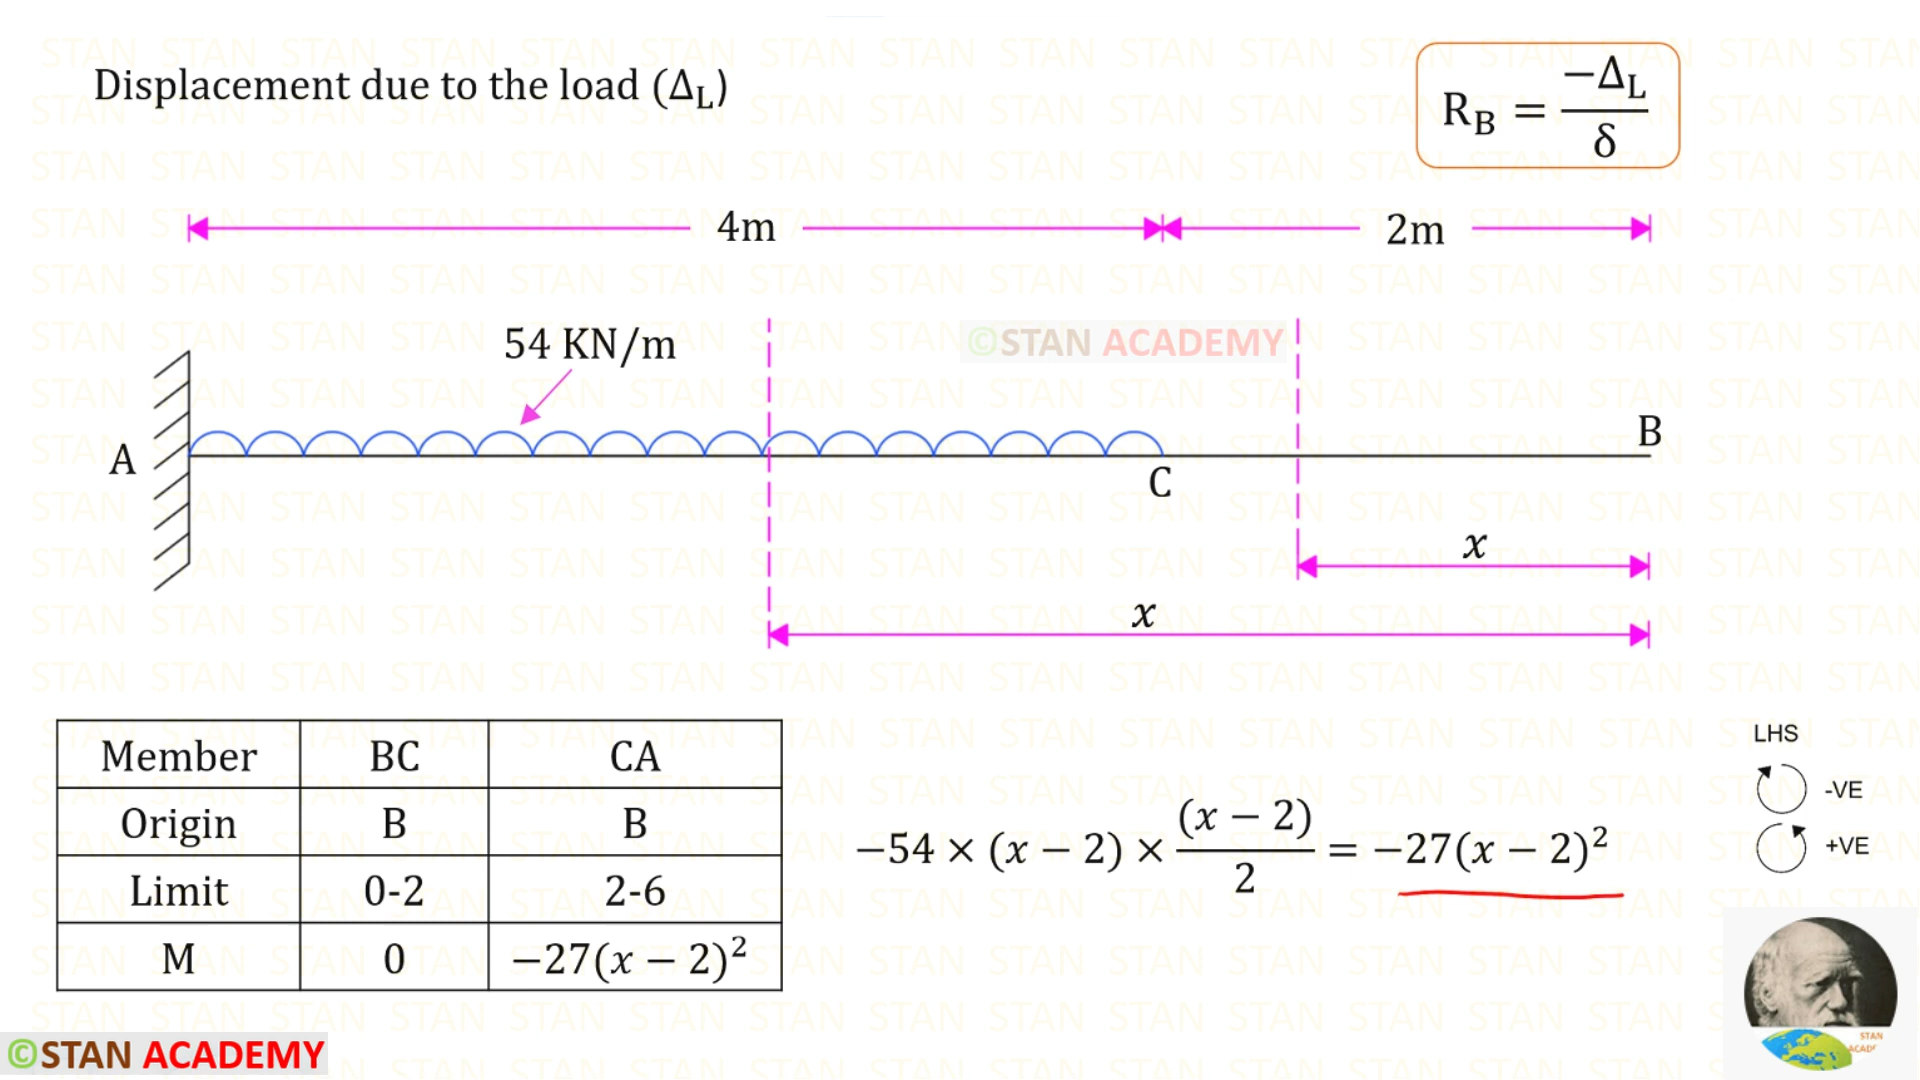 Displacement due to the load (Δ_L)
R_B = −Δ_L / δ
4m
2m
54 KN/m
©STAN ACADEMY
A
C
B
x
x
Member BC CA
Origin B B
Limit 0-2 2-6
M 0 −27(x − 2)²
−54 × (x − 2) × (x − 2) / 2 = −27(x − 2)²
LHS
-VE
+VE
STAN
ACAD
©STAN ACADEMY